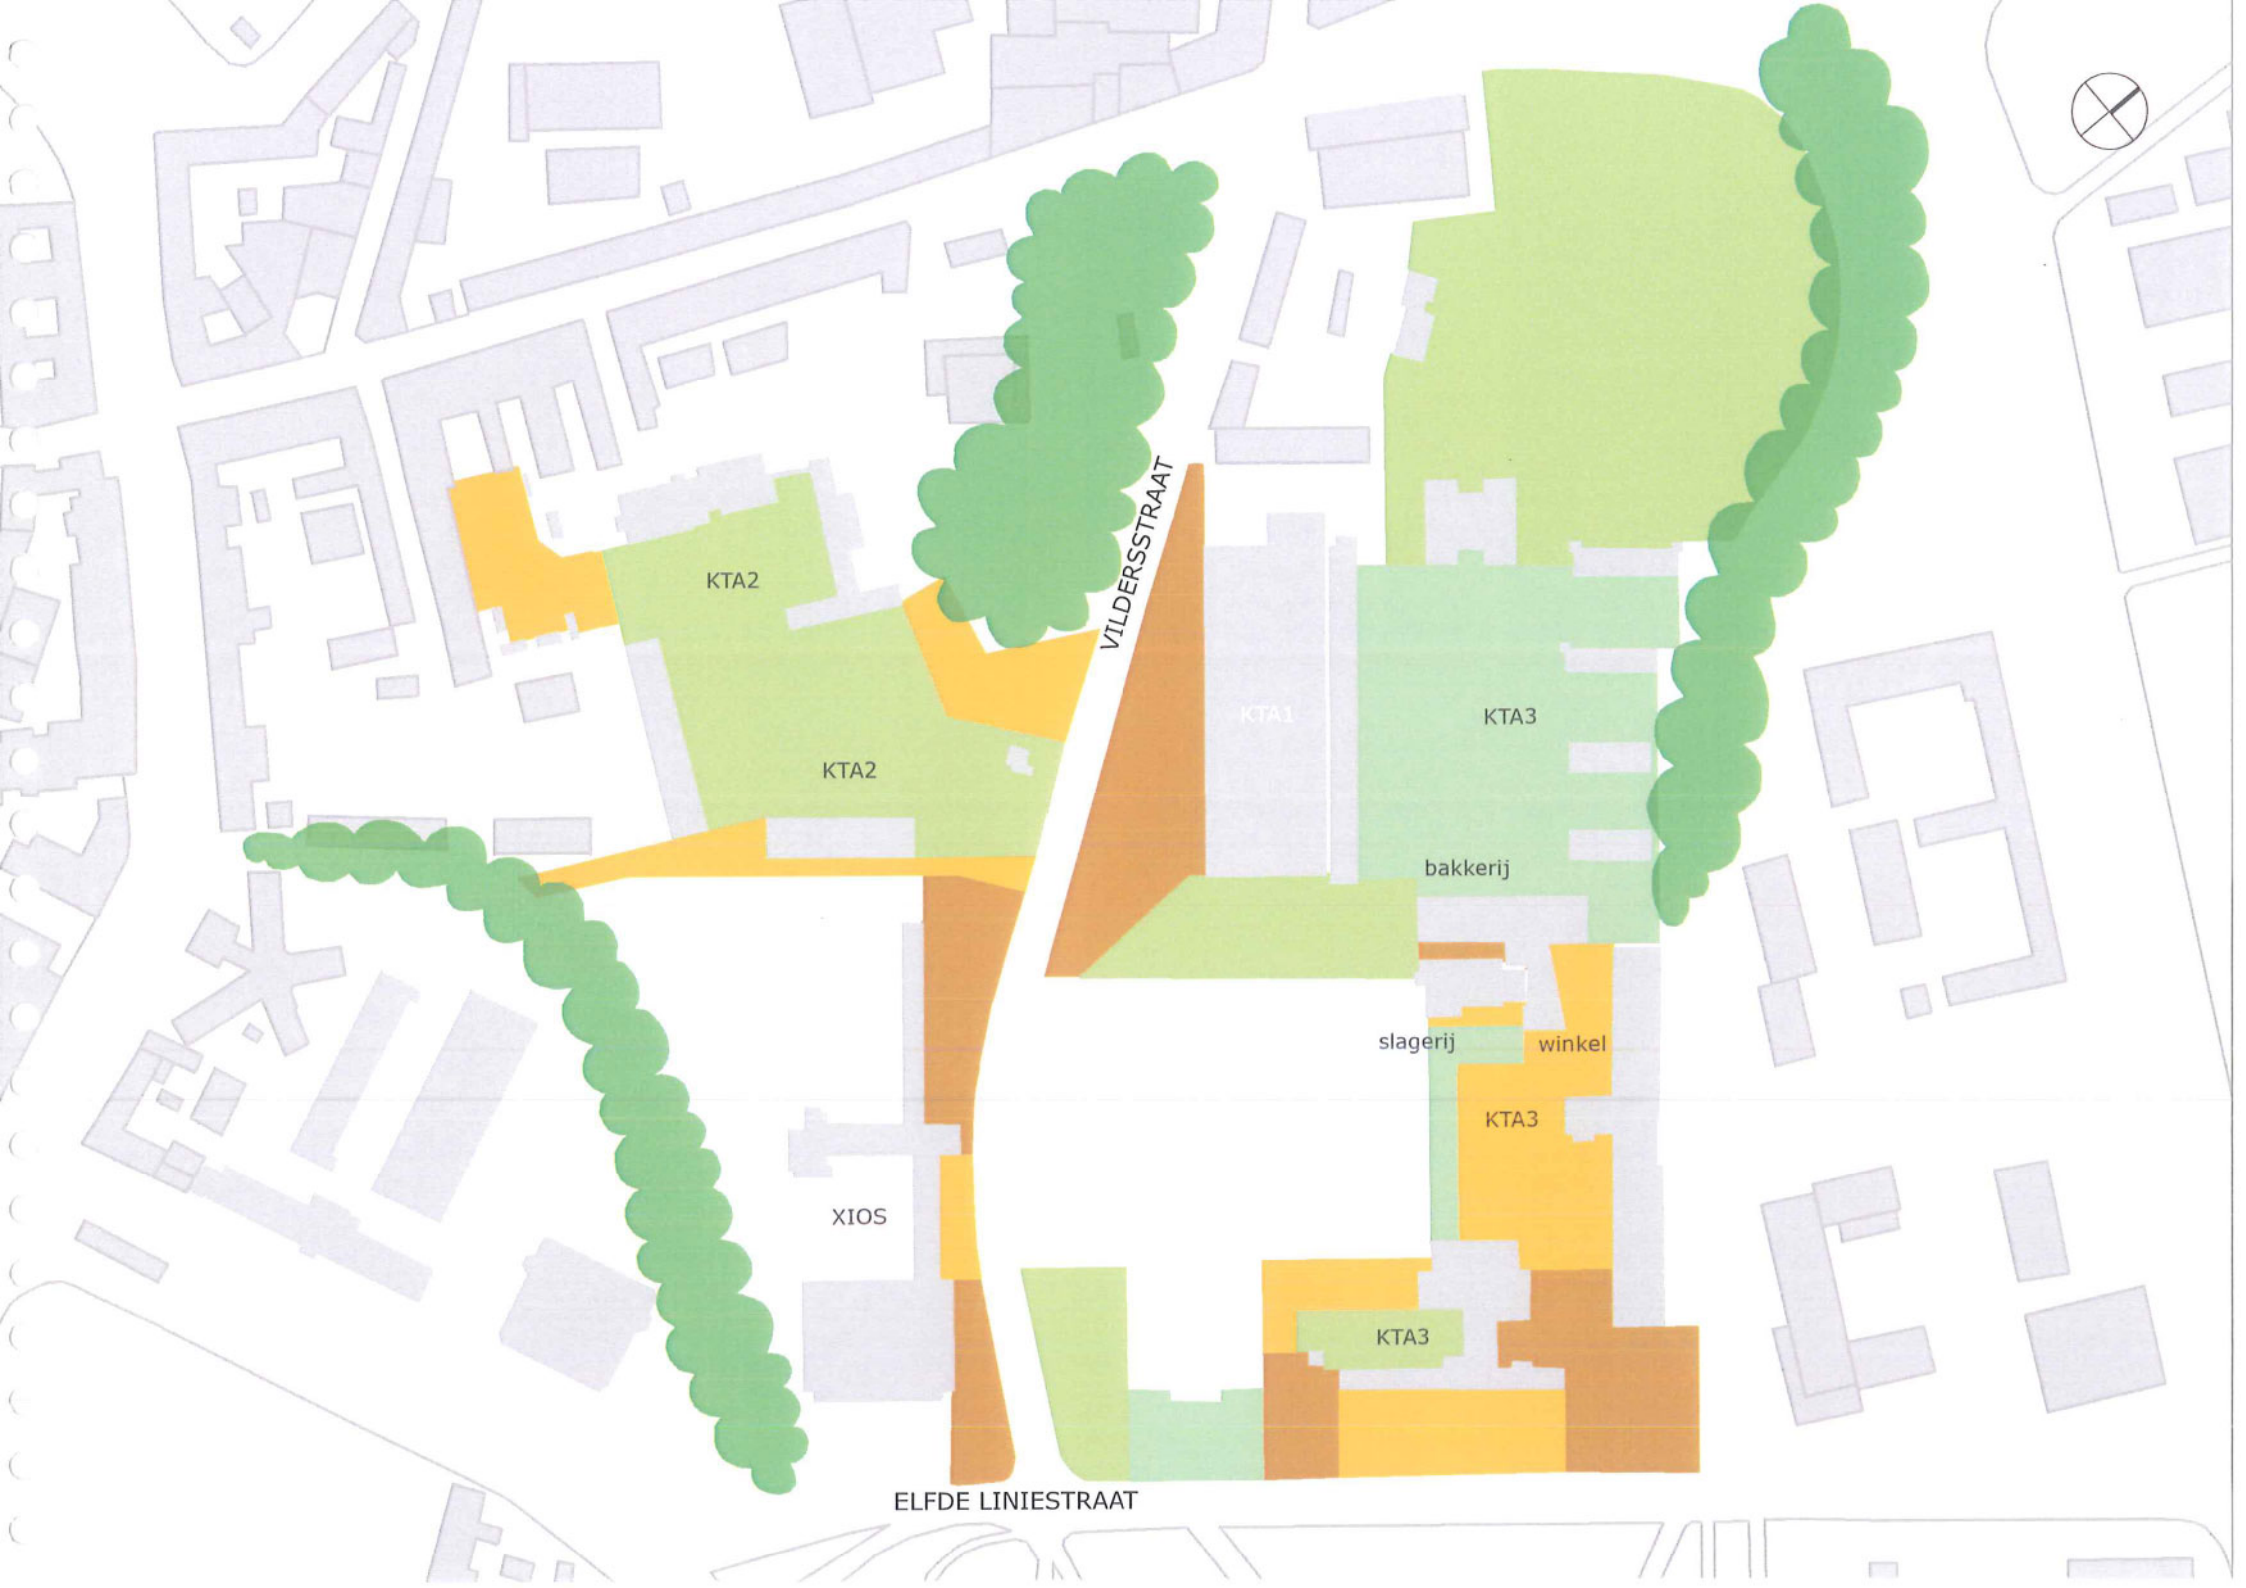 VILDERSSTRAAT
KTA2
KTA1
KTA3
KTA2
bakkerij
slagerij
winkel
KTA3
XIOS
KTA3
ELFDE LINIESTRAAT